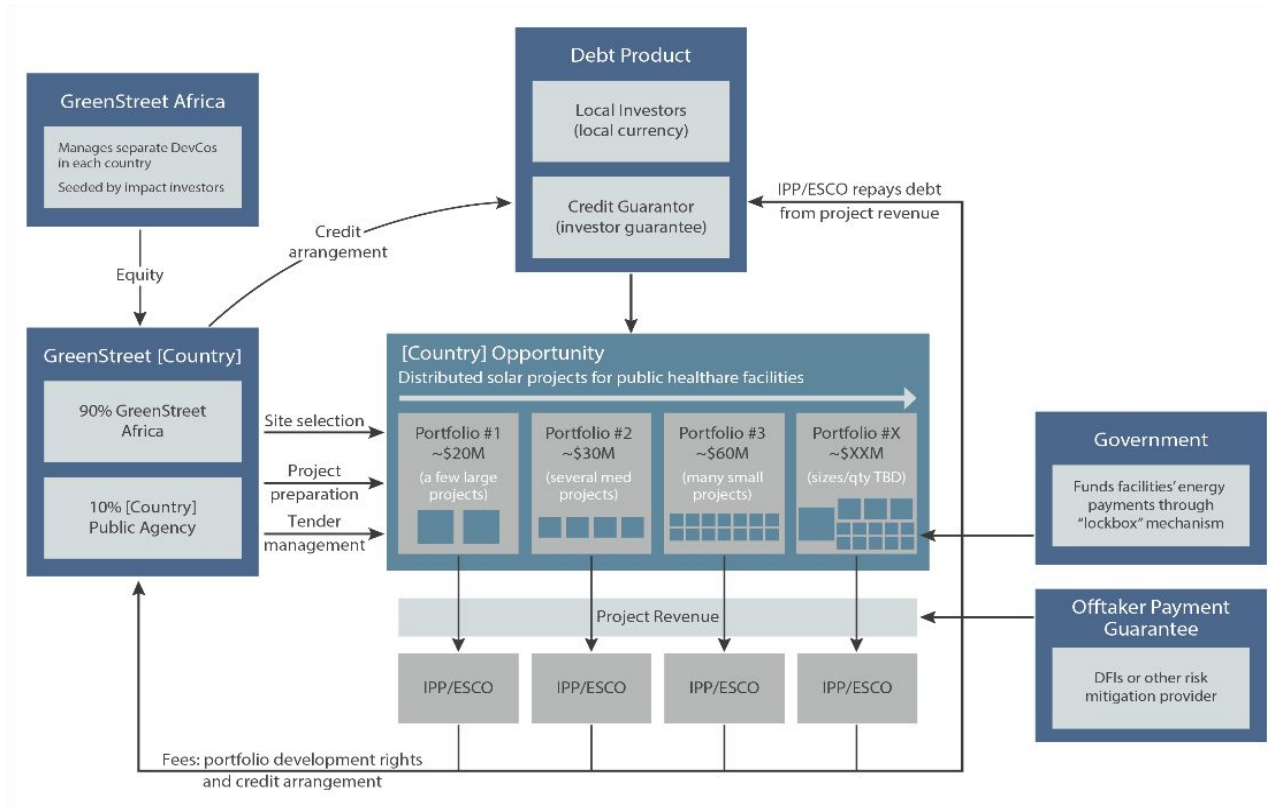 GreenStreet Africa
Manages separate DevCos
in each country
Seeded by impact investors
Debt Product
Local Investors
(local currency)
Credit Guarantor
(investor guarantee)
Credit
arrangement
IPP/ESCO repays debt
from project revenue
Equity
GreenStreet [Country]
90% GreenStreet
Africa
10% [Country]
Public Agency
Site selection
Project
preparation
Tender
management
[Country] Opportunity
Distributed solar projects for public healthare facilities
Portfolio #1
~$20M
(a few large
projects)
Portfolio #2
~$30M
(several med
projects)
Portfolio #3
~$60M
(many small
projects)
Portfolio #X
~$XXM
(sizes/qty TBD)
Government
Funds facilities' energy
payments through
"lockbox" mechanism
Project Revenue
Offtaker Payment
Guarantee
DFIs or other risk
mitigation provider
IPP/ESCO
IPP/ESCO
IPP/ESCO
IPP/ESCO
Fees: portfolio development rights
and credit arrangement